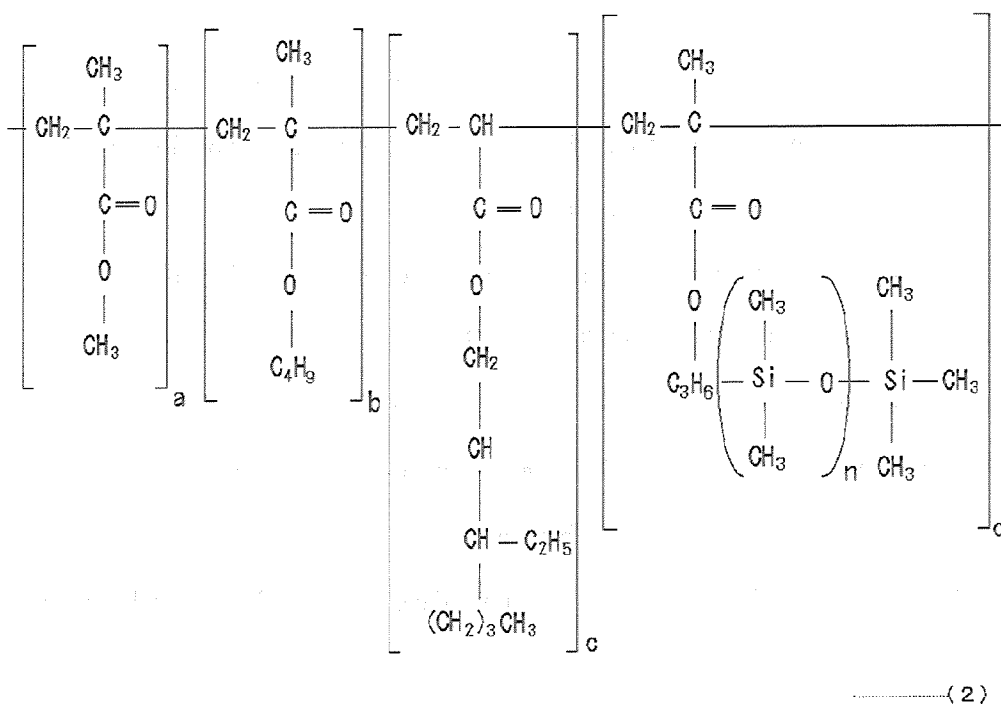 CH₃ CH₃ CH₃ CH₃
CH₂—C CH₂—C CH₂—CH CH₂—C
C=O C=O C=O C=O
O O O O CH₃ CH₃
CH₃ C₄H₉ CH₂ C₃H₆—Si—O—Si—CH₃
a b
CH CH₃ n CH₃
CH—C₂H₅
(CH₂)₃CH₃
c
(2)